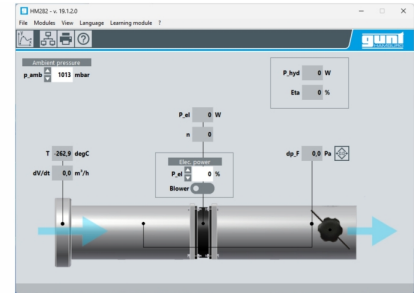 HM282 - v. 19.1.2.0
File Modules View Language Learning module ?
gunt
Ambient pressure
p_amb 1013 mbar
P_hyd 0 W
Eta 0 %
P_el 0 W
n 0
T -262,9 degC
dV/dt 0,0 m³/h
Elec. power
P_el 0 %
Blower
dp_F 0,0 Pa